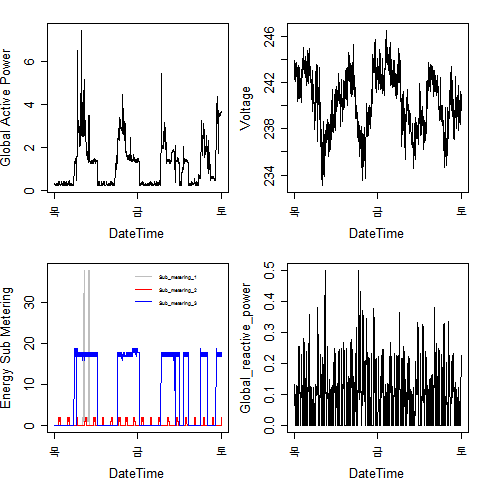 Global Active Power
0 2 4 6
목 금 토
DateTime
Voltage
234 238 242 246
목 금 토
DateTime
Energy Sub Metering
0 10 20 30
Sub_metering_1
Sub_metering_2
Sub_metering_3
목 금 토
DateTime
Global_reactive_power
0.0 0.1 0.2 0.3 0.4 0.5
목 금 토
DateTime